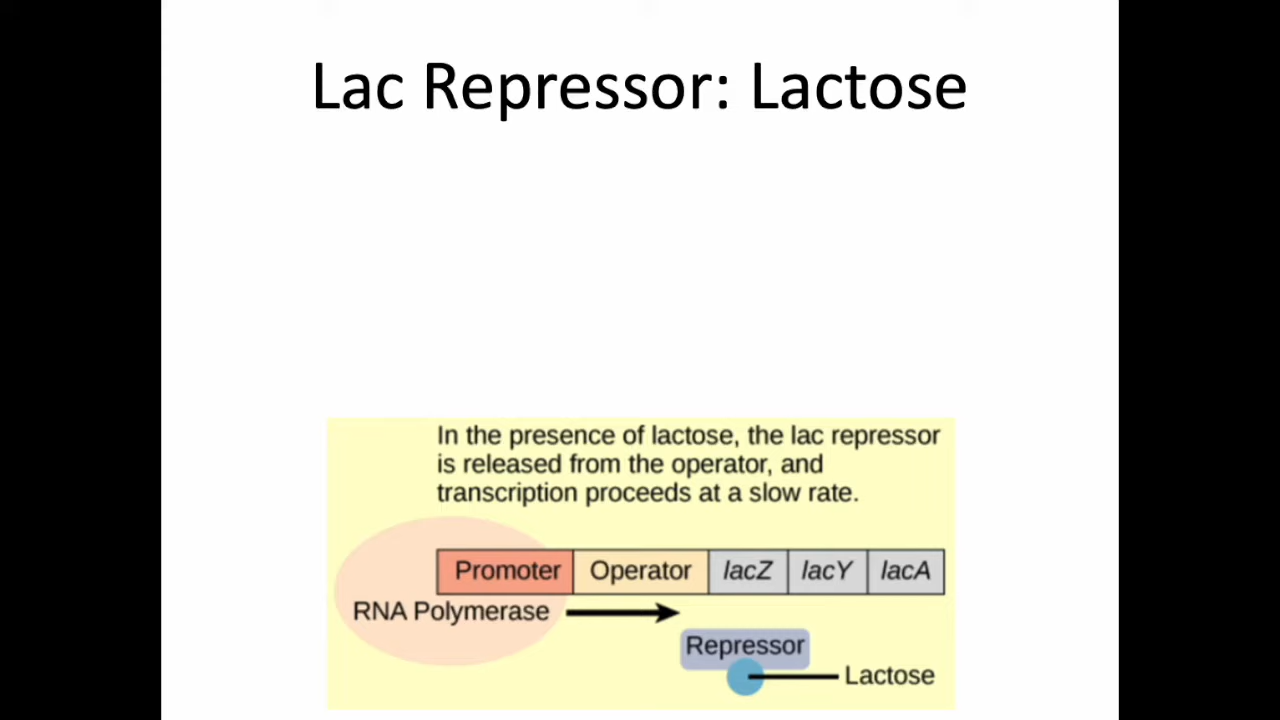 Lac Repressor: Lactose
In the presence of lactose, the lac repressor
is released from the operator, and
transcription proceeds at a slow rate.
Promoter Operator lacZ lacY lacA
RNA Polymerase
Repressor
Lactose